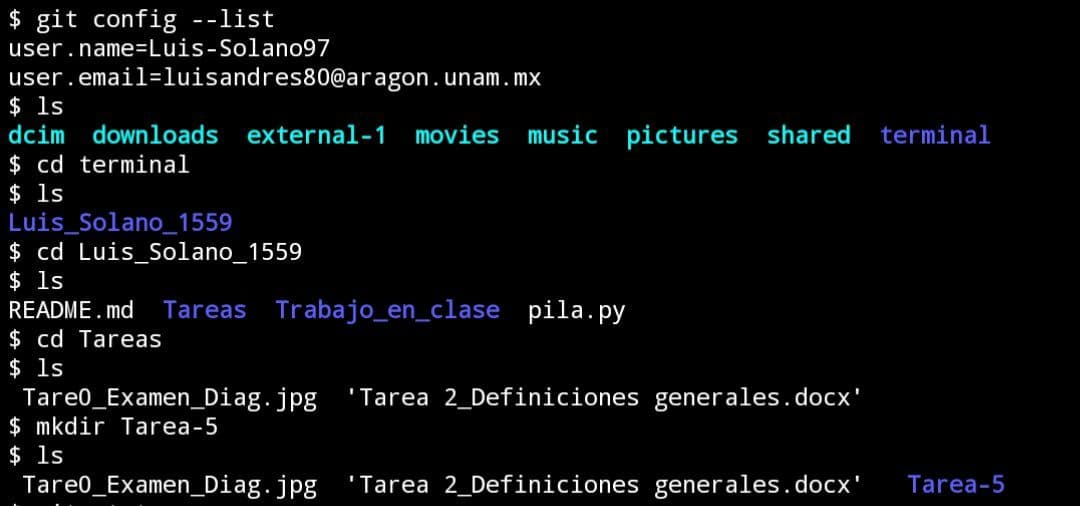 $ git config --list
user.name=Luis-Solano97
user.email=luisandres80@aragon.unam.mx
$ ls
dcim  downloads  external-1  movies  music  pictures  shared  terminal
$ cd terminal
$ ls
Luis_Solano_1559
$ cd Luis_Solano_1559
$ ls
README.md  Tareas  Trabajo_en_clase  pila.py
$ cd Tareas
$ ls
Tare0_Examen_Diag.jpg  'Tarea 2_Definiciones generales.docx'
$ mkdir Tarea-5
$ ls
Tare0_Examen_Diag.jpg  'Tarea 2_Definiciones generales.docx'  Tarea-5